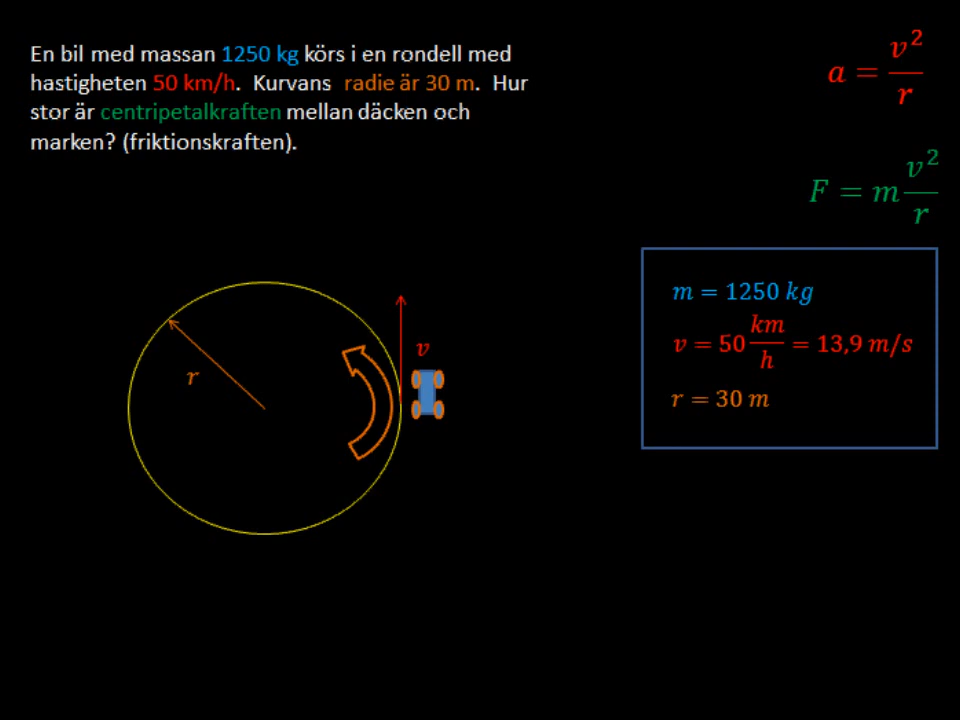 En bil med massan 1250 kg körs i en rondell med
hastigheten 50 km/h. Kurvans radie är 30 m. Hur
stor är centripetalkraften mellan däcken och
marken? (friktionskraften).
a = v²/r
F = m v²/r
m = 1250 kg
v = 50 km/h = 13,9 m/s
r = 30 m
v
r